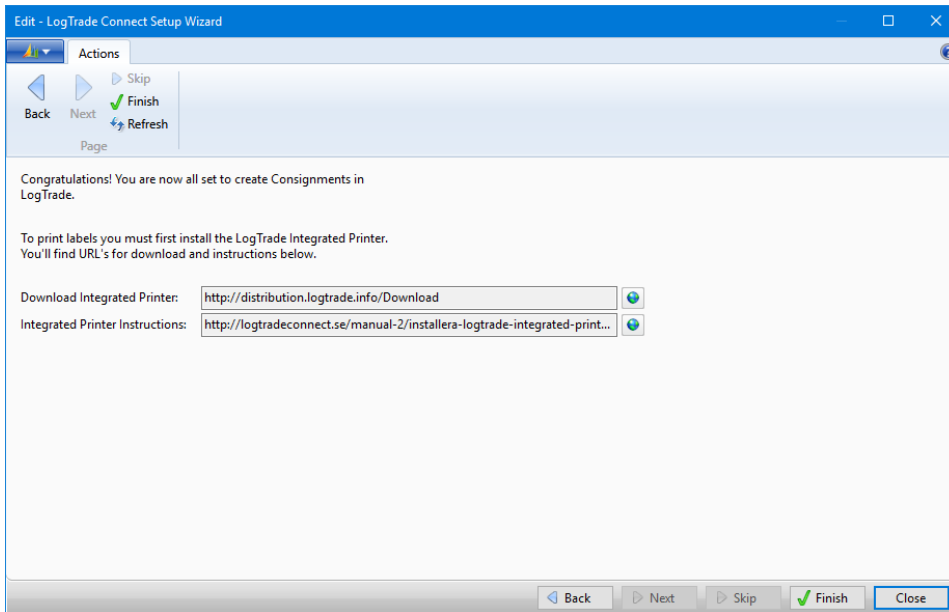 Edit - LogTrade Connect Setup Wizard
Actions
Back
Next
Skip
Finish
Refresh
Page
Congratulations! You are now all set to create Consignments in
LogTrade.
To print labels you must first install the LogTrade Integrated Printer.
You'll find URL's for download and instructions below.
Download Integrated Printer: http://distribution.logtrade.info/Download
Integrated Printer Instructions: http://logtradeconnect.se/manual-2/installera-logtrade-integrated-print...
Back Next Skip Finish Close